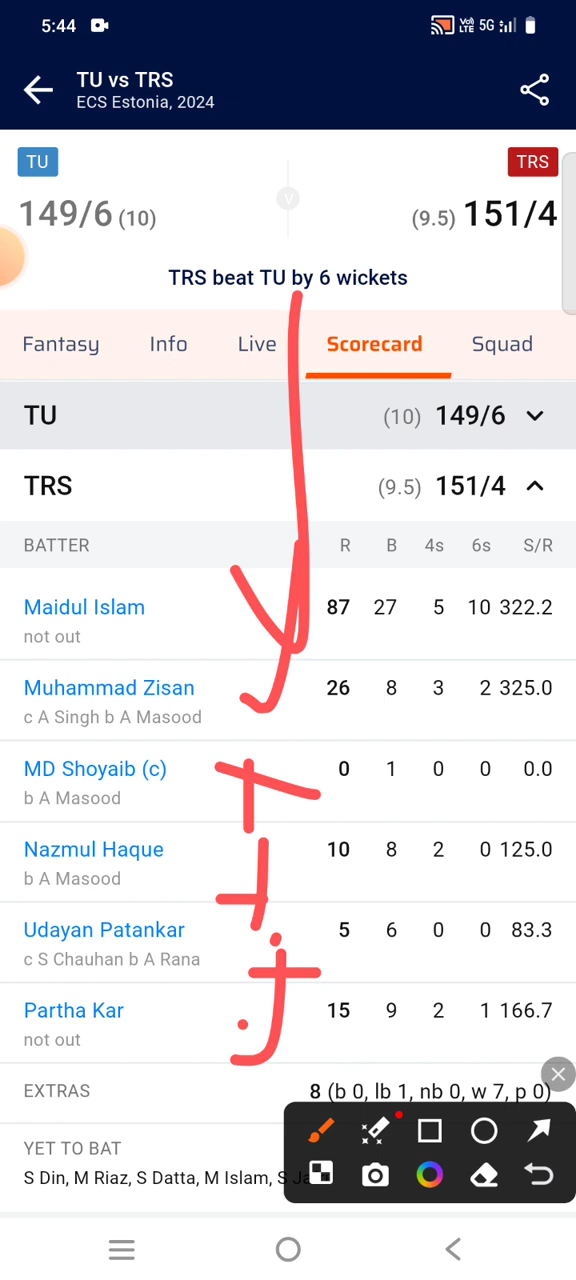 5:44 Vo) LTE 5G
TU vs TRS
ECS Estonia, 2024
TU TRS
149/6 (10) V (9.5) 151/4
TRS beat TU by 6 wickets
Fantasy Info Live Scorecard Squad
TU (10) 149/6
TRS (9.5) 151/4
BATTER R B 4s 6s S/R
Maidul Islam 87 27 5 10 322.2
not out
Muhammad Zisan 26 8 3 2 325.0
c A Singh b A Masood
MD Shoyaib (c) 0 1 0 0 0.0
b A Masood
Nazmul Haque 10 8 2 0 125.0
b A Masood
Udayan Patankar 5 6 0 0 83.3
c S Chauhan b A Rana
Partha Kar 15 9 2 1 166.7
not out
EXTRAS 8 (b 0, lb 1, nb 0, w 7, p 0)
YET TO BAT
S Din, M Riaz, S Datta, M Islam, S